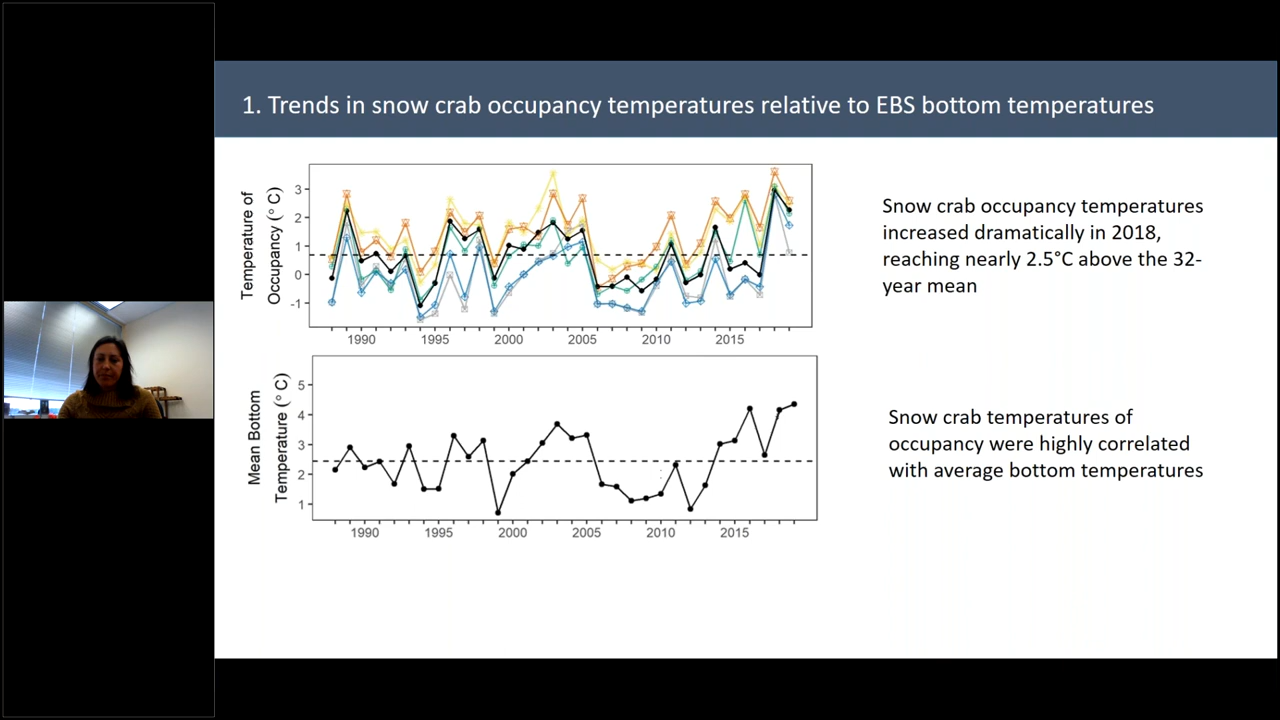 1. Trends in snow crab occupancy temperatures relative to EBS bottom temperatures
Temperature of
Occupancy (° C)
3
2
1
0
-1
1990 1995 2000 2005 2010 2015
Snow crab occupancy temperatures
increased dramatically in 2018,
reaching nearly 2.5°C above the 32-
year mean
Mean Bottom
Temperature (° C)
5
4
3
2
1
1990 1995 2000 2005 2010 2015
Snow crab temperatures of
occupancy were highly correlated
with average bottom temperatures